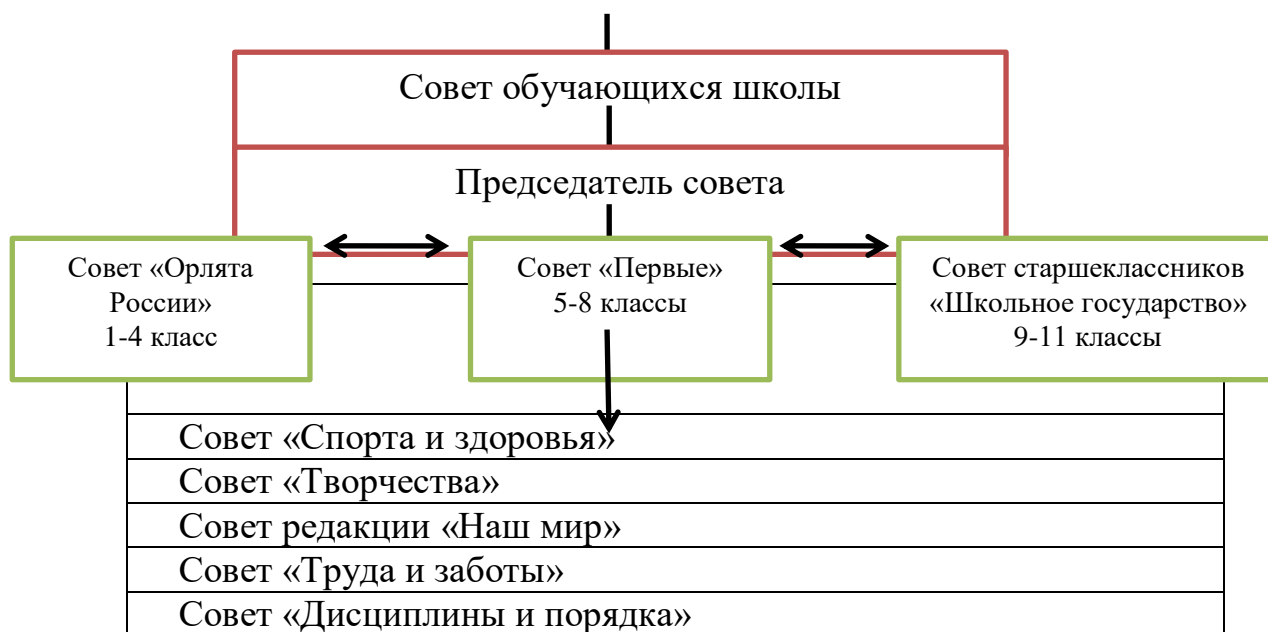 Совет обучающихся школы
Председатель совета
Совет «Орлята
России»
1-4 класс
Совет «Первые»
5-8 классы
Совет старшеклассников
«Школьное государство»
9-11 классы
Совет «Спорта и здоровья»
Совет «Творчества»
Совет редакции «Наш мир»
Совет «Труда и заботы»
Совет «Дисциплины и порядка»